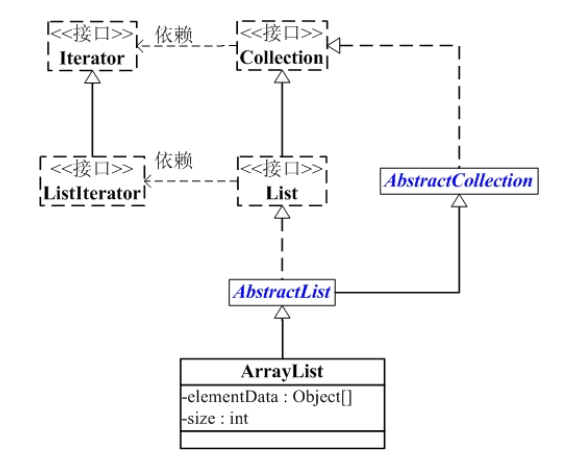 <<接口>>
Iterator
依赖
<<接口>>
Collection
<<接口>>
ListIterator
依赖
<<接口>>
List
AbstractCollection
AbstractList
ArrayList
-elementData : Object[]
-size : int